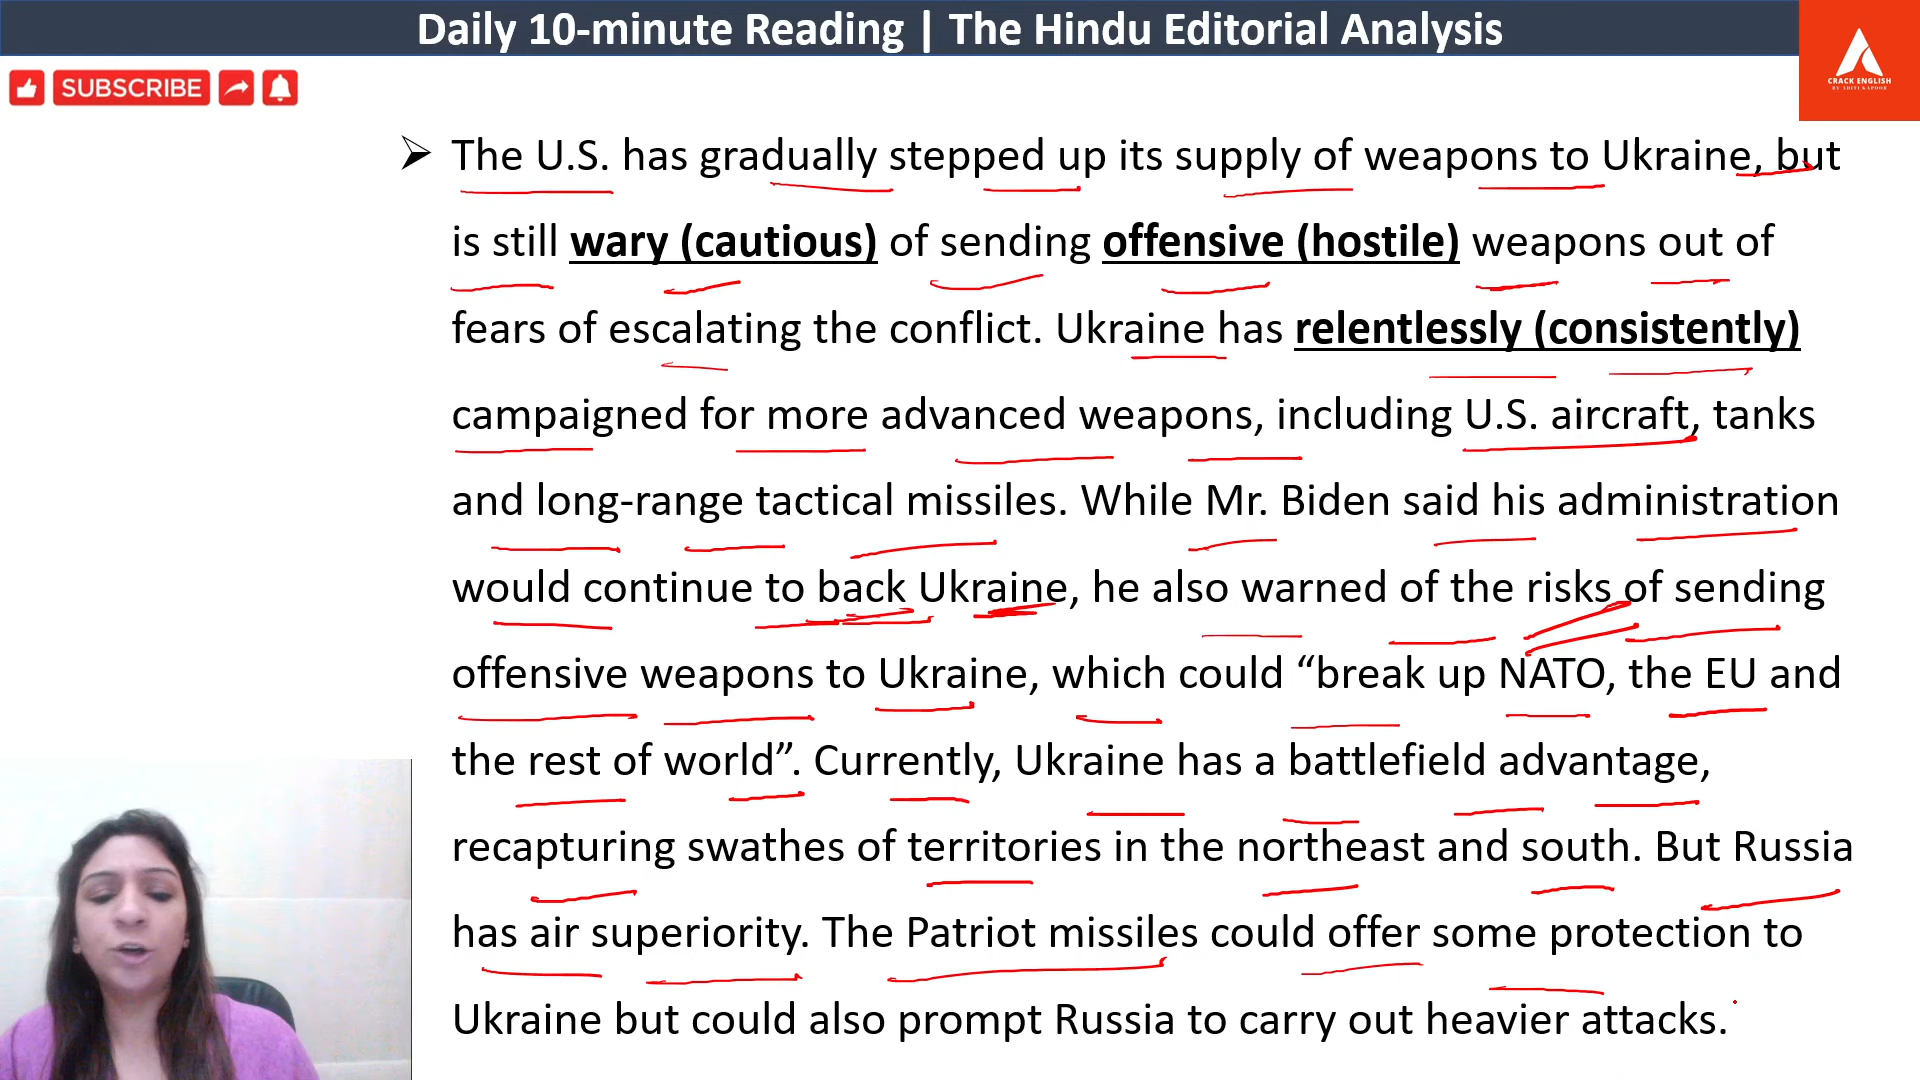 Daily 10-minute Reading | The Hindu Editorial Analysis
SUBSCRIBE
CRACK ENGLISH
BY ADITI KAPOOR
➢ The U.S. has gradually stepped up its supply of weapons to Ukraine, but
is still wary (cautious) of sending offensive (hostile) weapons out of
fears of escalating the conflict. Ukraine has relentlessly (consistently)
campaigned for more advanced weapons, including U.S. aircraft, tanks
and long-range tactical missiles. While Mr. Biden said his administration
would continue to back Ukraine, he also warned of the risks of sending
offensive weapons to Ukraine, which could “break up NATO, the EU and
the rest of world”. Currently, Ukraine has a battlefield advantage,
recapturing swathes of territories in the northeast and south. But Russia
has air superiority. The Patriot missiles could offer some protection to
Ukraine but could also prompt Russia to carry out heavier attacks.